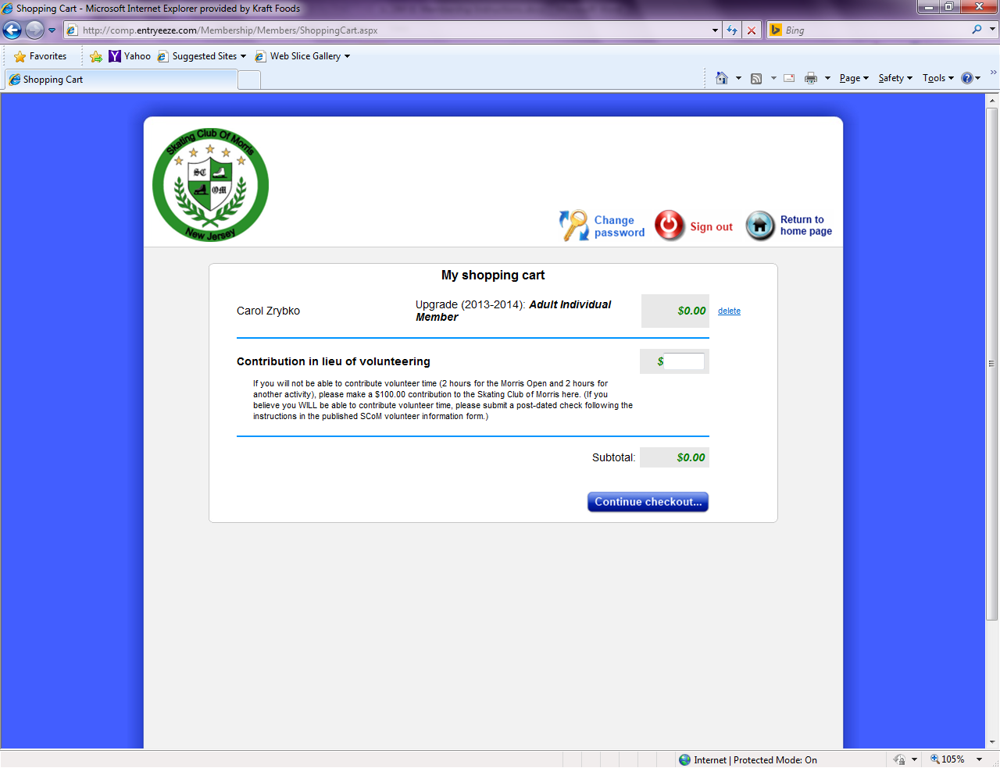 Shopping Cart - Microsoft Internet Explorer provided by Kraft Foods
http://comp.entryeeze.com/Membership/Members/ShoppingCart.aspx
Bing
Favorites
Yahoo
Suggested Sites
Web Slice Gallery
Shopping Cart
Page
Safety
Tools
Skating Club Of Morris
SC
OM
New Jersey
Change
password
Sign out
Return to
home page
My shopping cart
Carol Zrybko
Upgrade (2013-2014): Adult Individual
Member
$0.00
delete
Contribution in lieu of volunteering
$
If you will not be able to contribute volunteer time (2 hours for the Morris Open and 2 hours for
another activity), please make a $100.00 contribution to the Skating Club of Morris here. (If you
believe you WILL be able to contribute volunteer time, please submit a post-dated check following the
instructions in the published SCoM volunteer information form.)
Subtotal:
$0.00
Continue checkout...
Internet | Protected Mode: On
105%